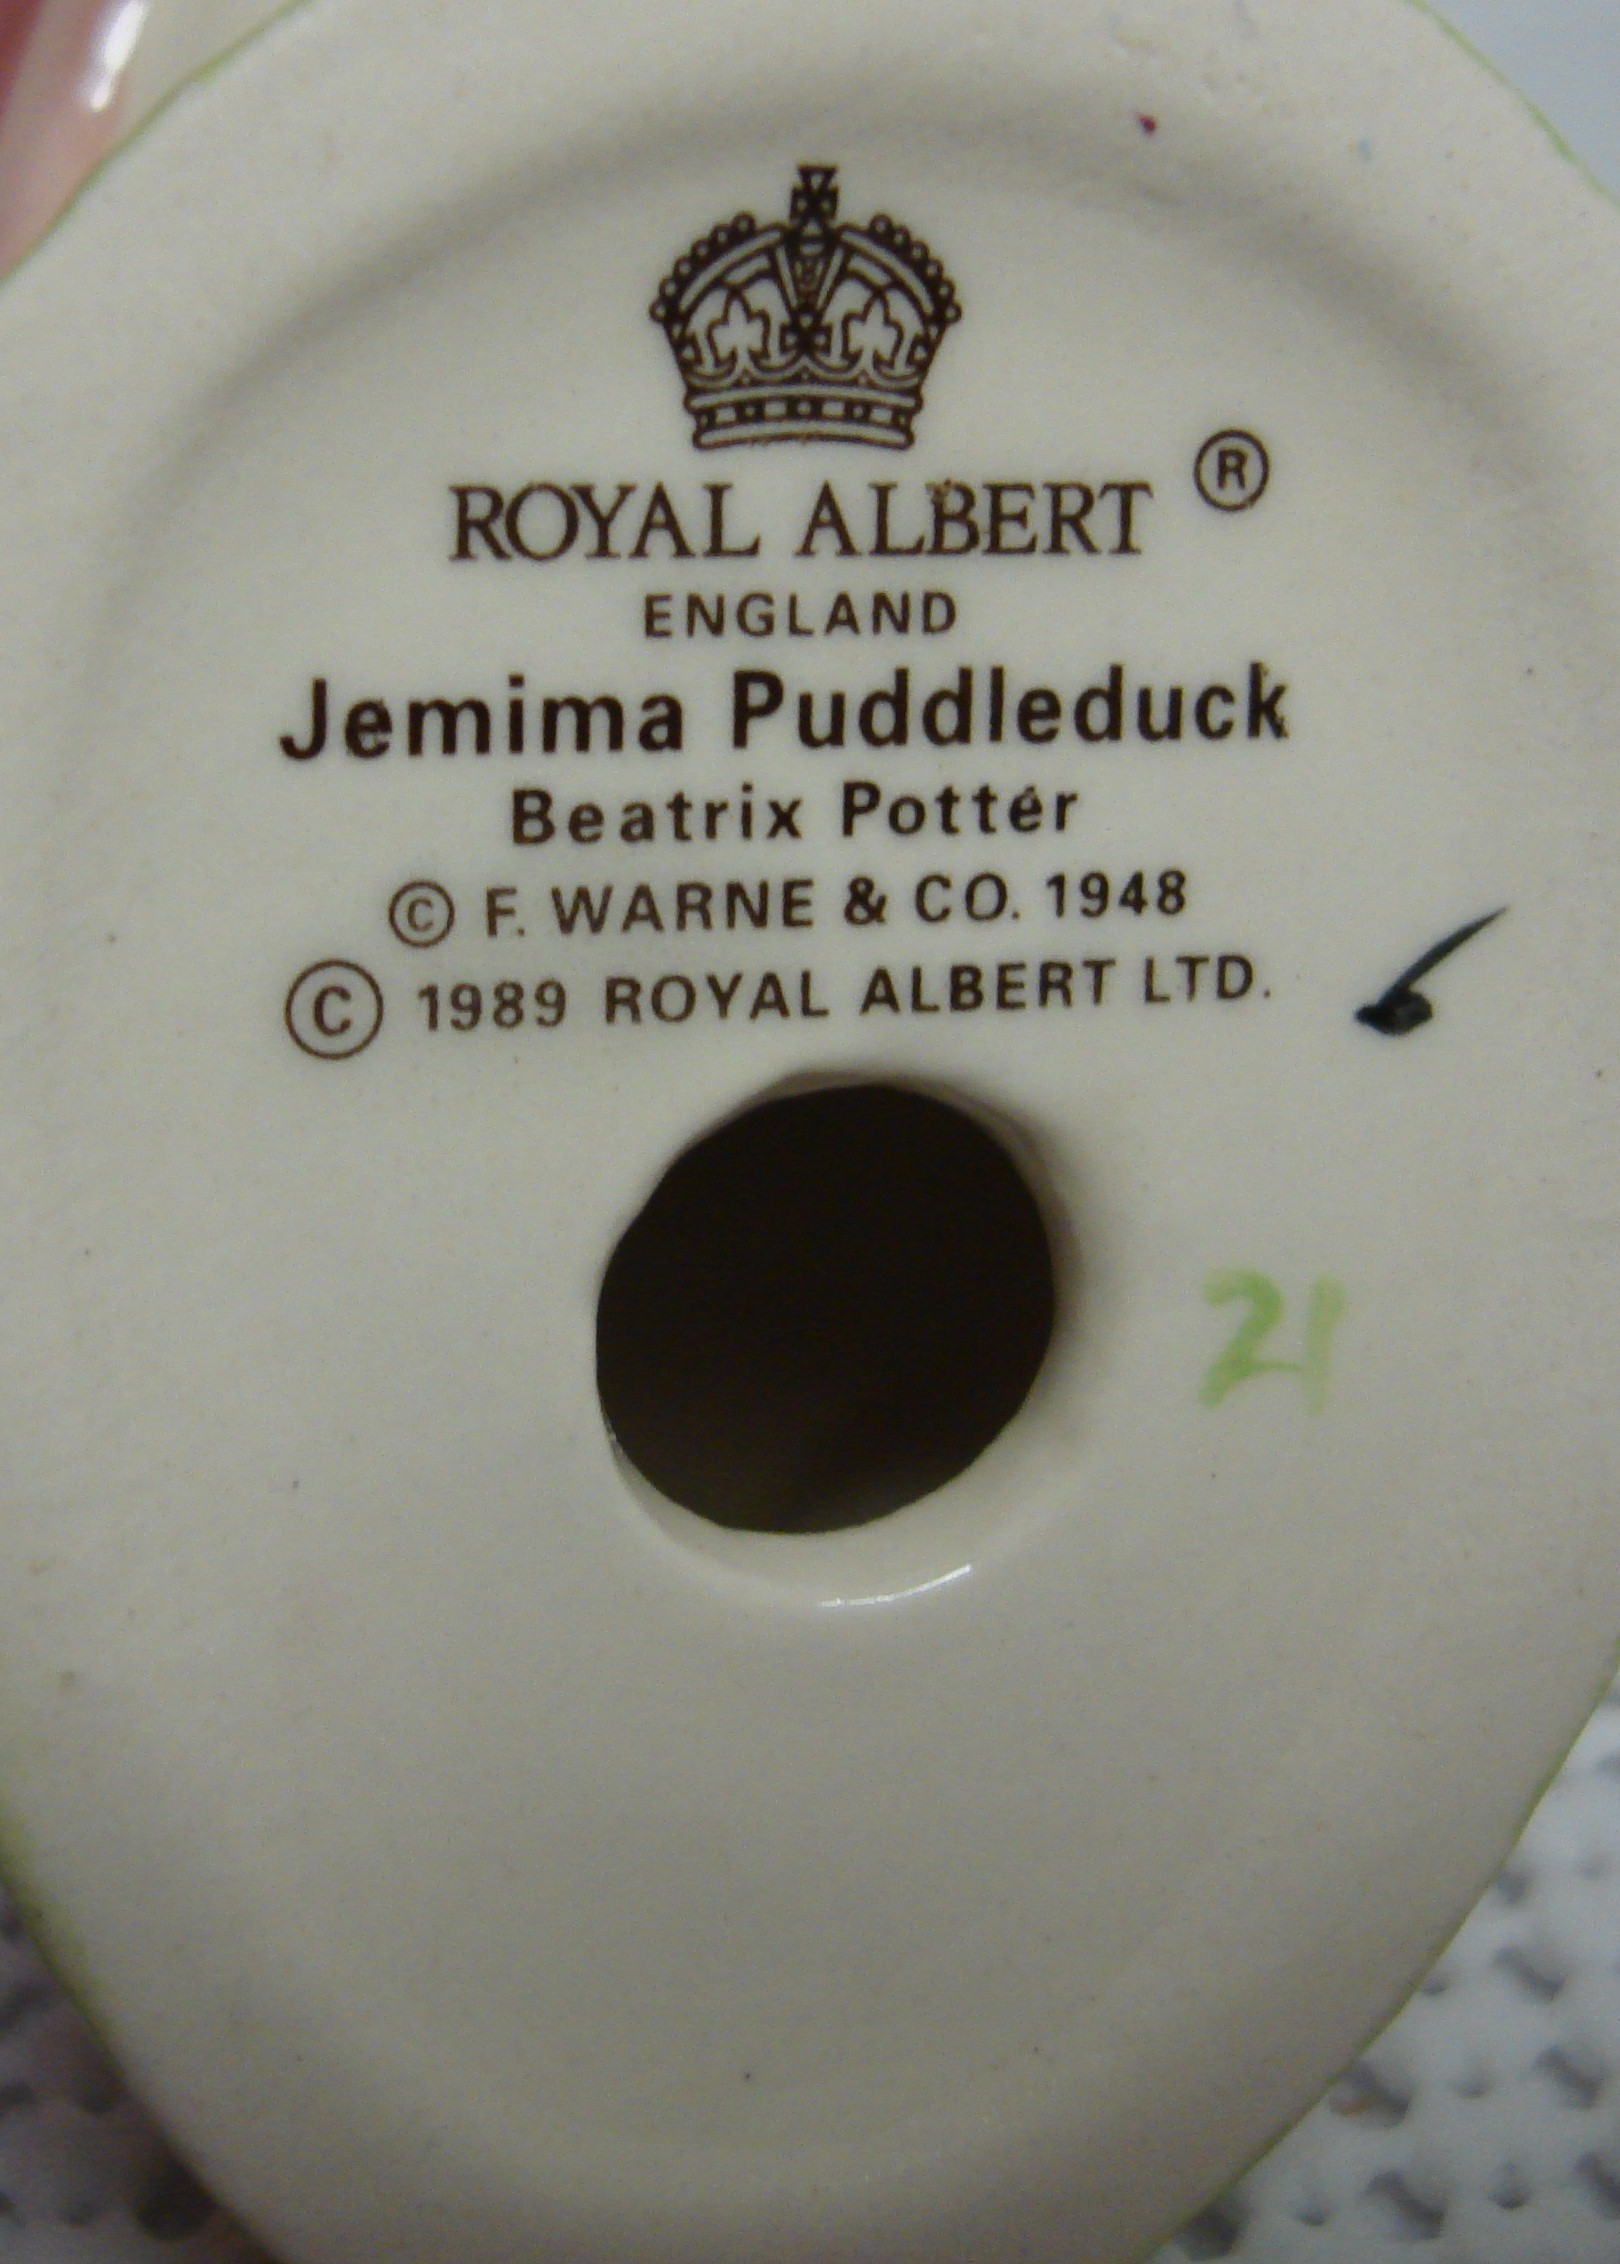 ROYAL ALBERT ®
ENGLAND
Jemima Puddleduck
Beatrix Potter
© F. WARNE & CO. 1948
© 1989 ROYAL ALBERT LTD.
21